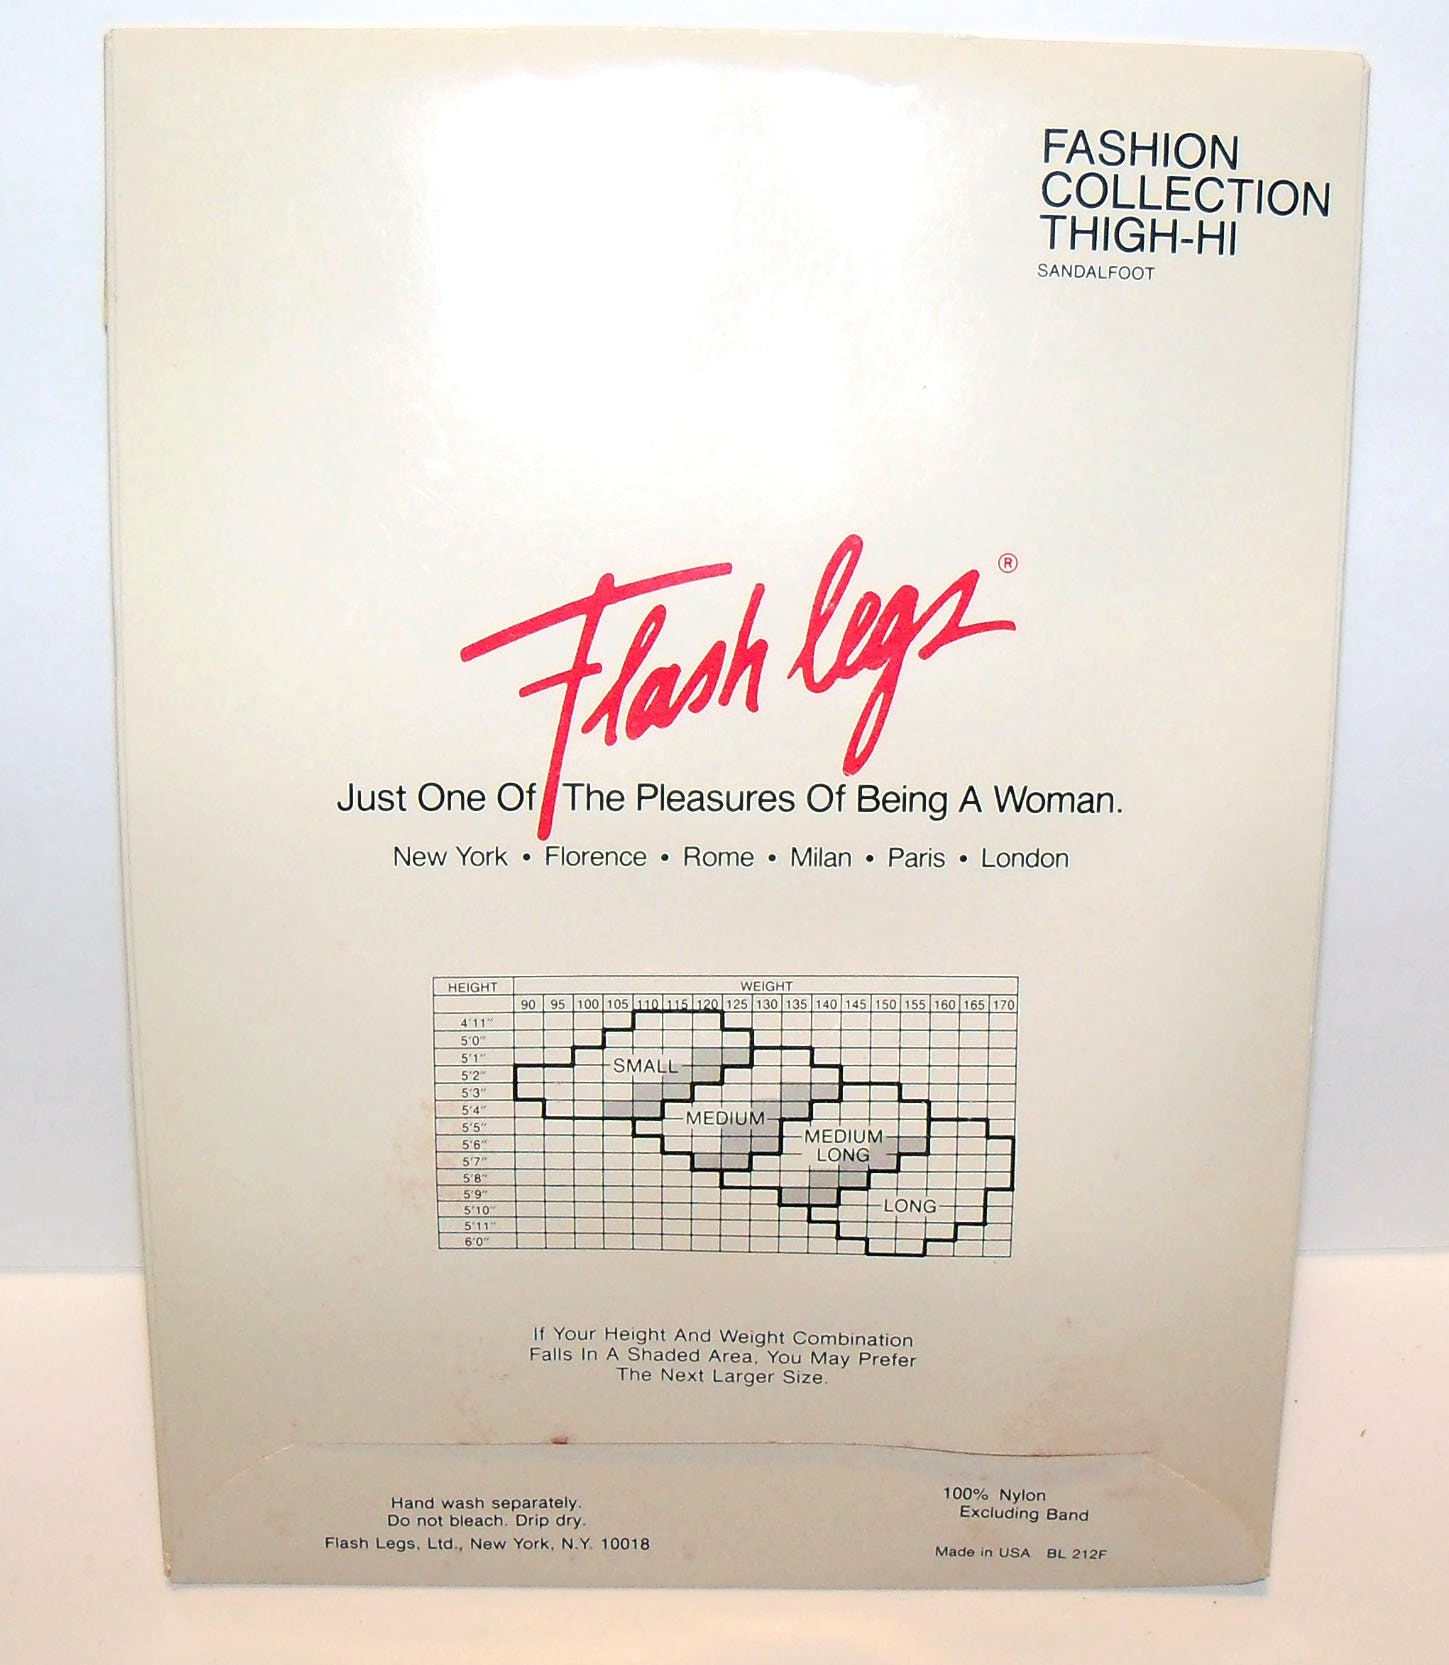 FASHION
COLLECTION
THIGH-HI
SANDALFOOT
Flash legs ®
Just One Of The Pleasures Of Being A Woman.
New York • Florence • Rome • Milan • Paris • London
HEIGHT WEIGHT
90 95 100 105 110 115 120 125 130 135 140 145 150 155 160 165 170
4'11"
5'0"
5'1"
SMALL
5'2"
5'3"
5'4"
MEDIUM
5'5"
5'6"
MEDIUM
LONG
5'7"
5'8"
5'9"
LONG
5'10"
5'11"
6'0"
If Your Height And Weight Combination
Falls In A Shaded Area, You May Prefer
The Next Larger Size.
Hand wash separately.
Do not bleach. Drip dry.
Flash Legs, Ltd., New York, N.Y. 10018
100% Nylon
Excluding Band
Made in USA BL 212F